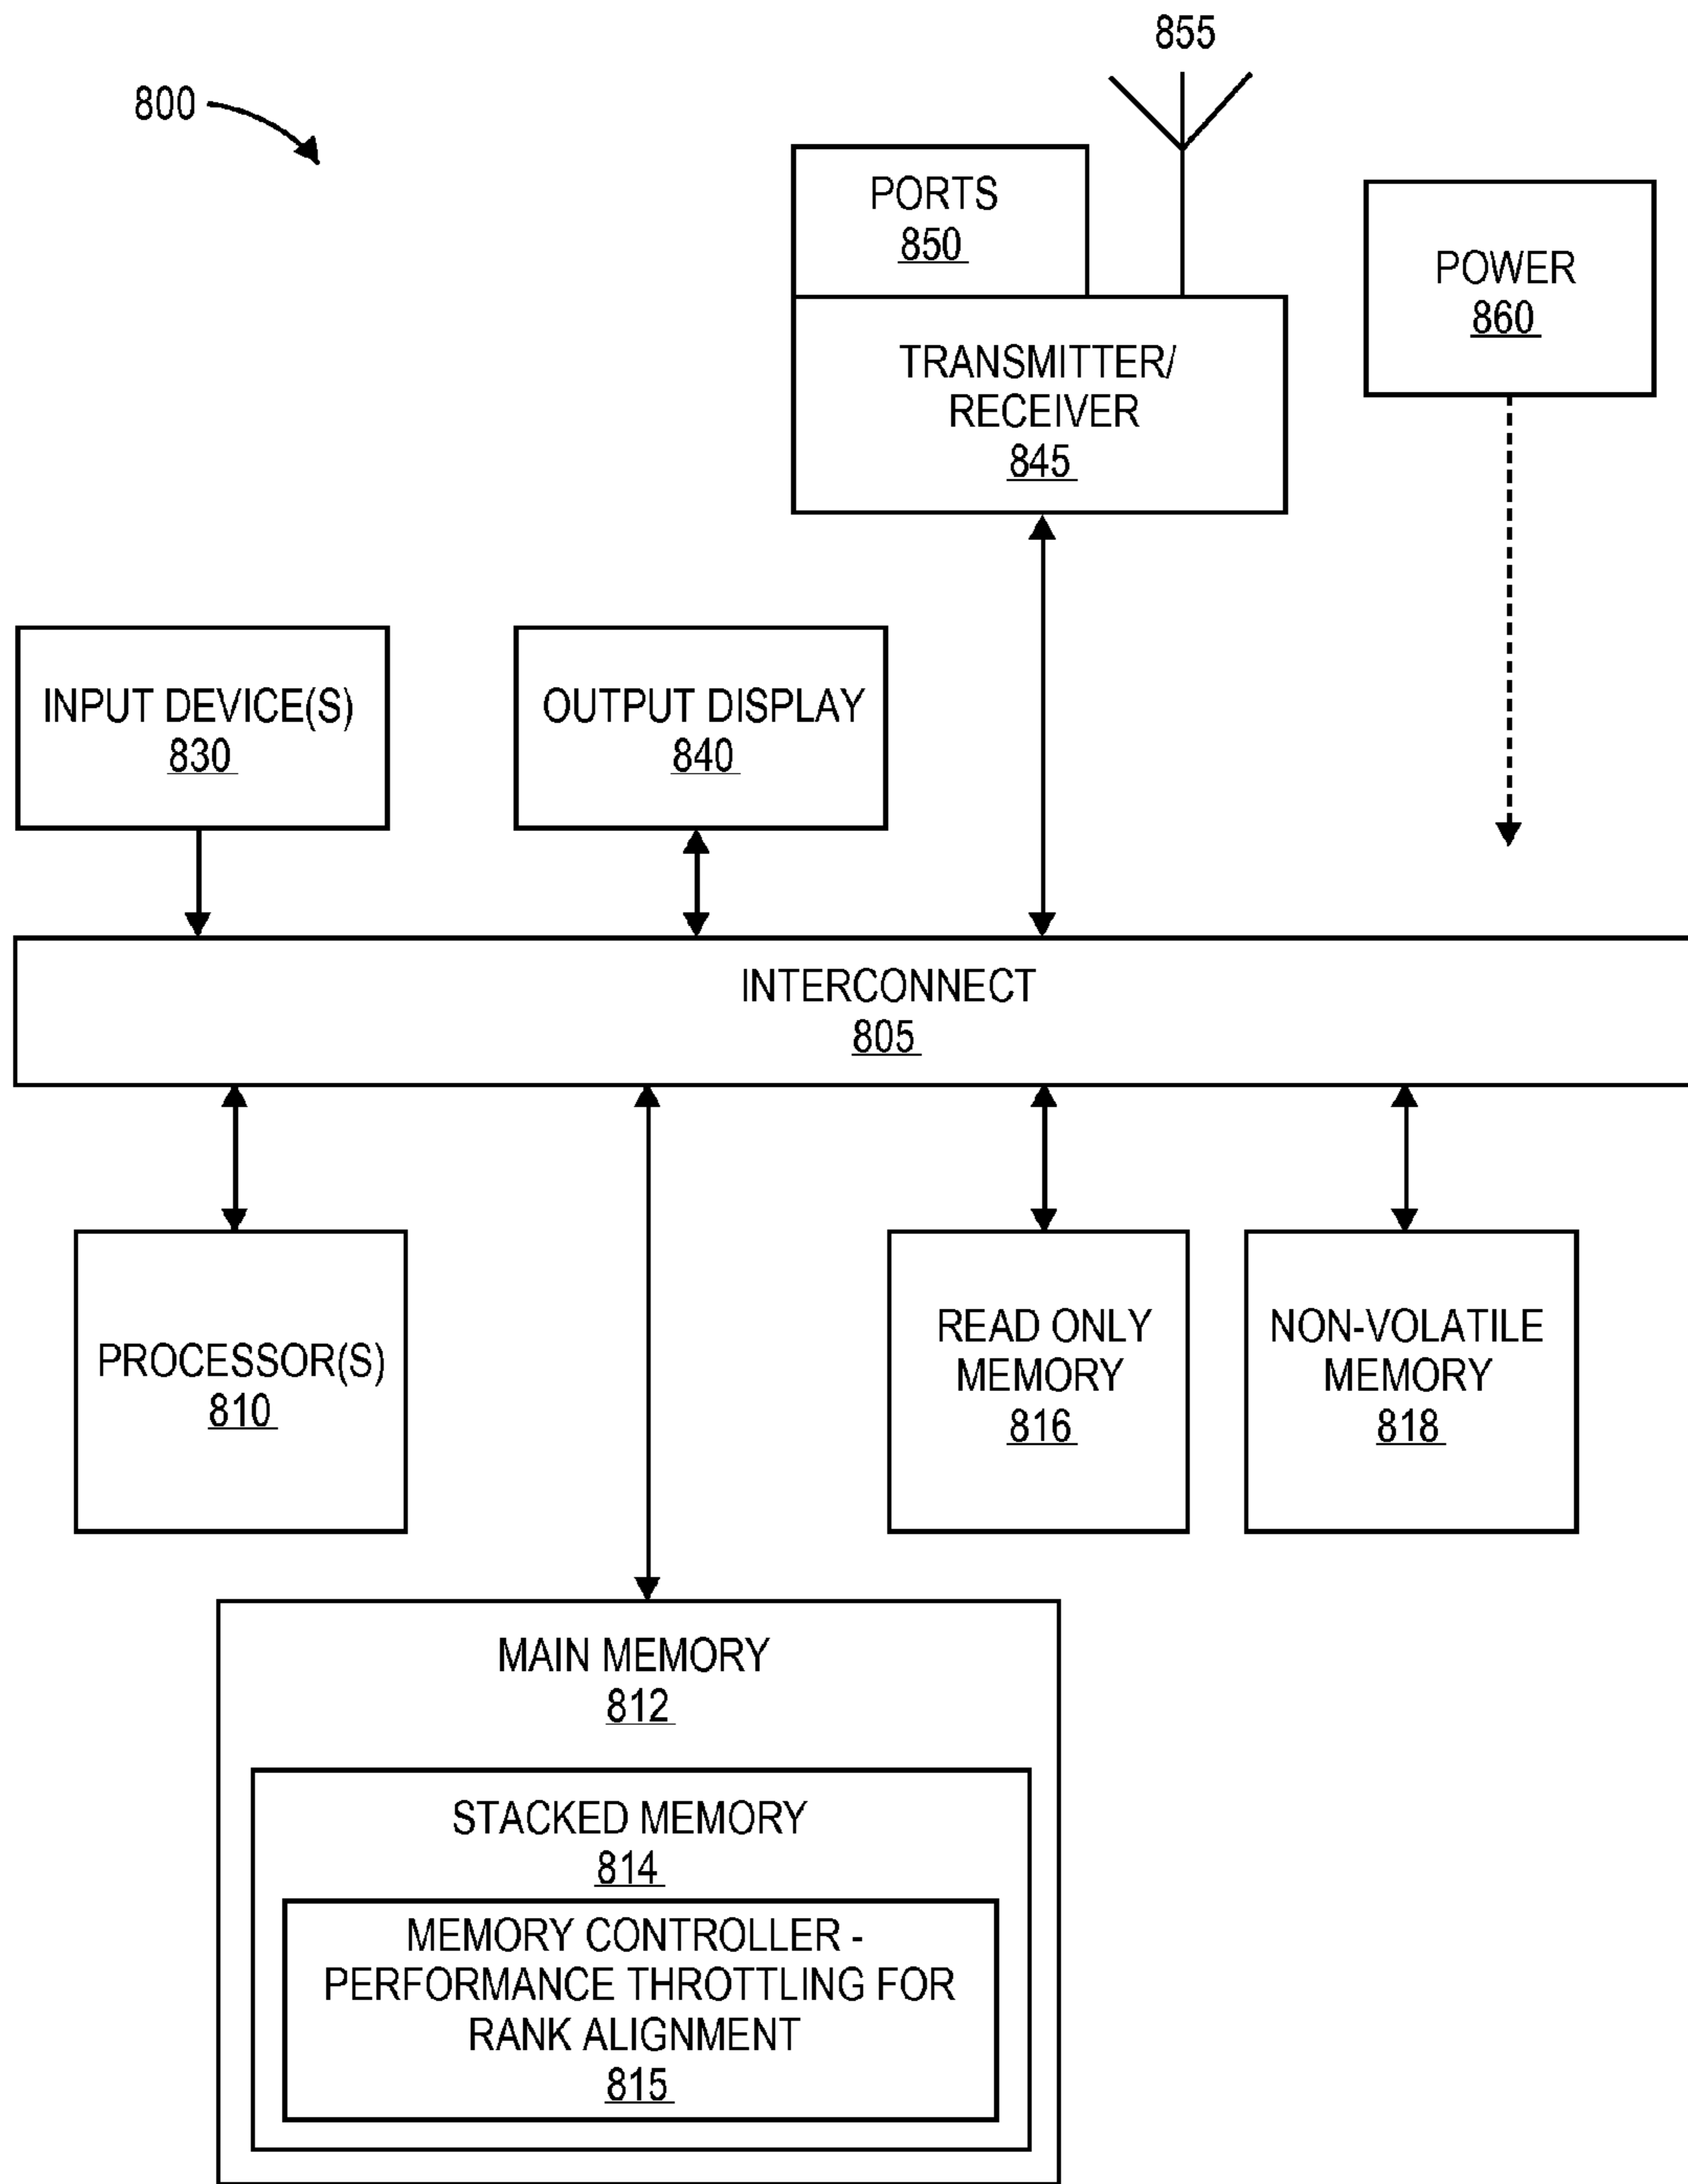 855
800
PORTS
850
POWER
860
TRANSMITTER/
RECEIVER
845
INPUT DEVICE(S)
830
OUTPUT DISPLAY
840
INTERCONNECT
805
PROCESSOR(S)
810
READ ONLY
MEMORY
816
NON-VOLATILE
MEMORY
818
MAIN MEMORY
812
STACKED MEMORY
814
MEMORY CONTROLLER -
PERFORMANCE THROTTLING FOR
RANK ALIGNMENT
815